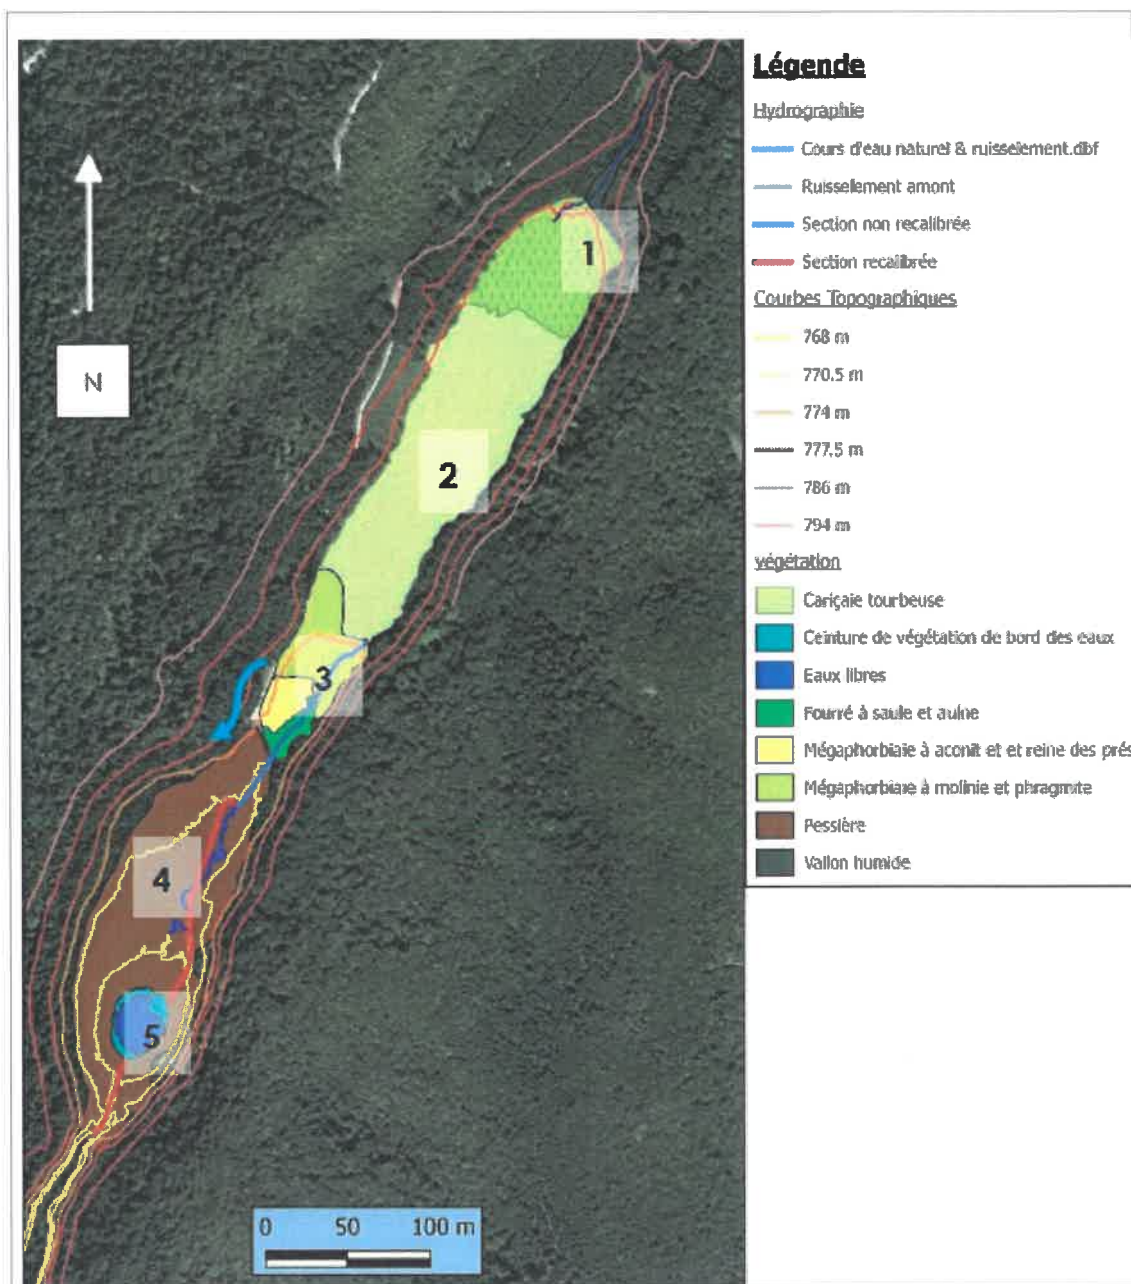 Légende
Hydrographie
Cours d'eau naturel & ruisselement.dbf
Ruisselement amont
Section non recalibrée
Section recalibrée
Courbes Topographiques
768 m
770.5 m
774 m
777.5 m
786 m
794 m
végétation
Cariçaie tourbeuse
Ceinture de végétation de bord des eaux
Eaux libres
Fourré à saule et aulne
Mégaphorbiaie à aconit et et reine des prés
Mégaphorbiaie à molinie et phragmite
Pessière
Vallon humide
N
1
2
3
4
5
0 50 100 m